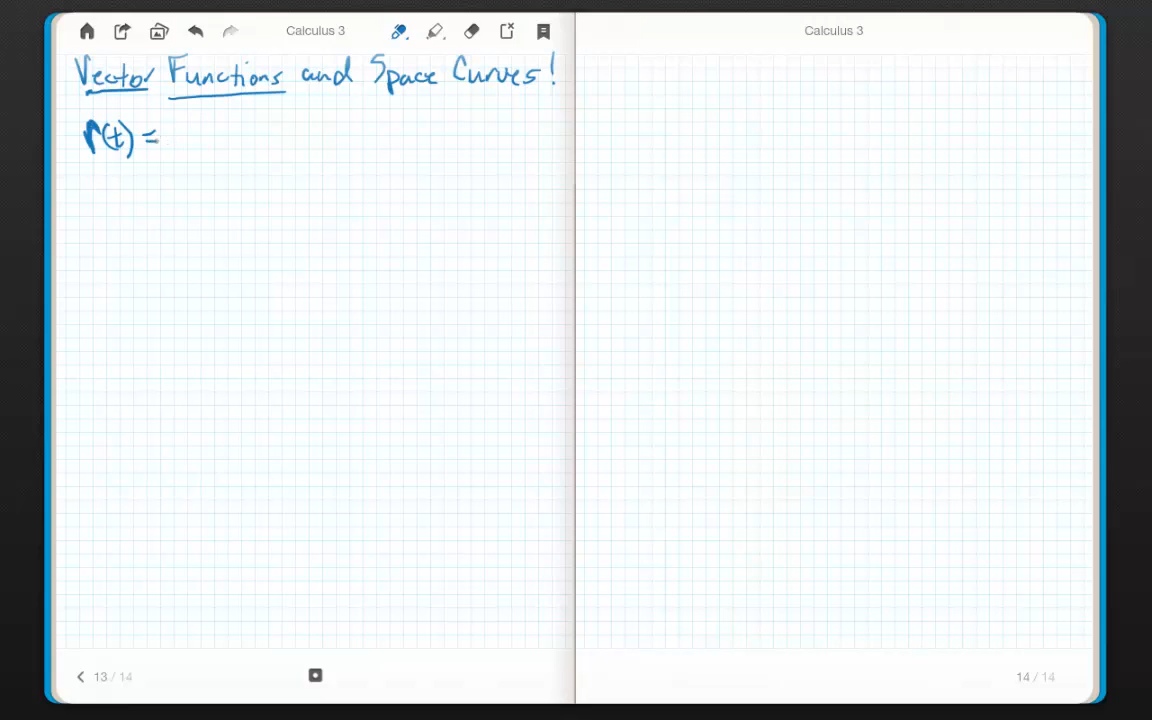 Calculus 3
Vector Functions and Space Curves!
r(t) =
13 / 14
Calculus 3
14 / 14